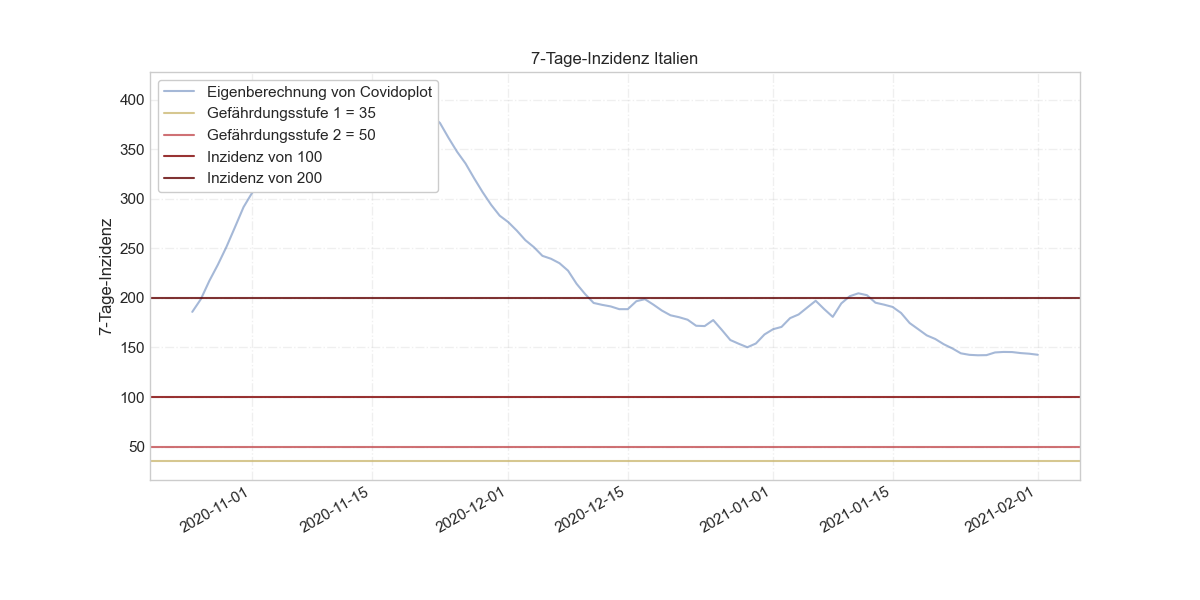 7-Tage-Inzidenz Italien
Eigenberechnung von Covidoplot
Gefährdungsstufe 1 = 35
Gefährdungsstufe 2 = 50
Inzidenz von 100
Inzidenz von 200
7-Tage-Inzidenz
400
350
300
250
200
150
100
50
2020-11-01
2020-11-15
2020-12-01
2020-12-15
2021-01-01
2021-01-15
2021-02-01